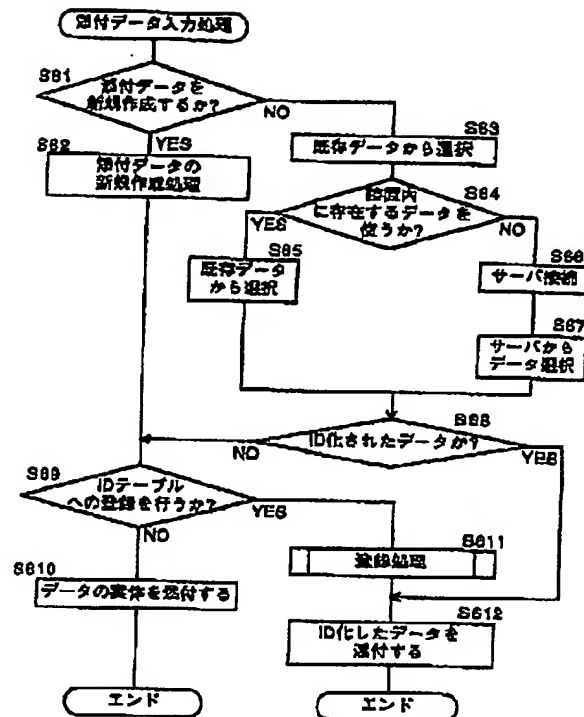 添付データ入力処理
S61
添付データを
新規作成するか?
NO
YES
S62
添付データの
新規作成処理
S63
既存データから選択
S64
装置内
に存在するデータを
使うか?
YES
NO
S65
既存データ
から選択
S66
サーバ接続
S67
サーバから
データ選択
S68
ID化されたデータか?
NO
YES
S69
IDテーブル
への登録を行うか?
YES
NO
S611
登録処理
S610
データの実体を添付する
S612
ID化したデータを
添付する
エンド
エンド